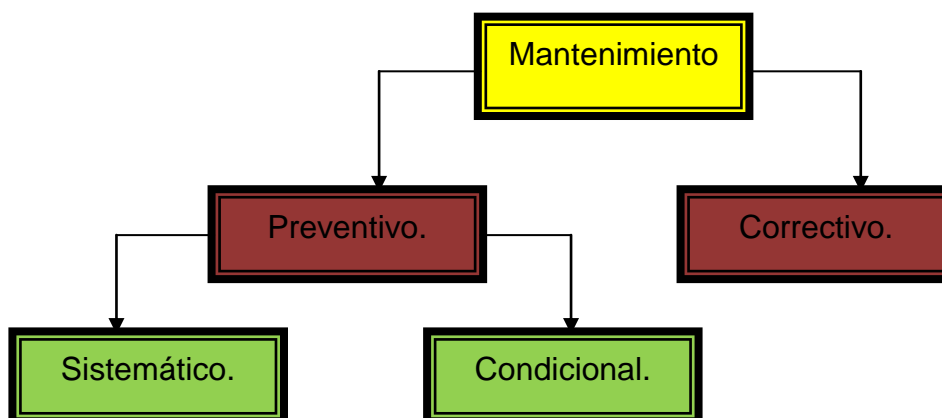 Mantenimiento
Preventivo.
Correctivo.
Sistemático.
Condicional.